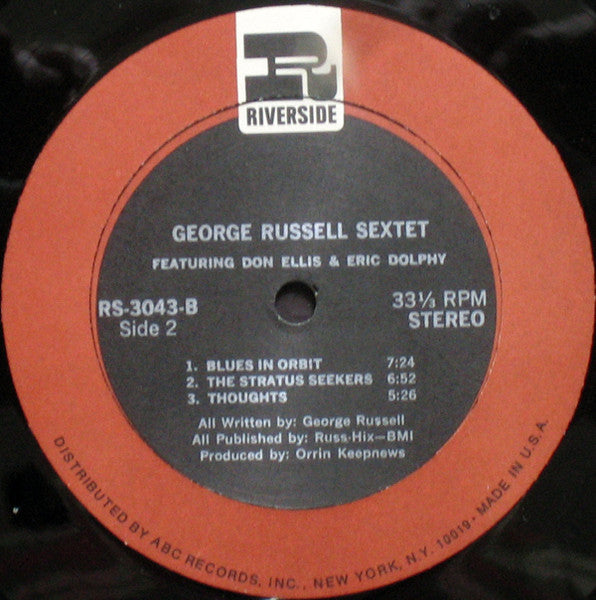 R
RIVERSIDE
GEORGE RUSSELL SEXTET
FEATURING DON ELLIS & ERIC DOLPHY
RS-3043-B 33⅓ RPM
Side 2 STEREO
1. BLUES IN ORBIT 7:24
2. THE STRATUS SEEKERS 6:52
3. THOUGHTS 5:26
All Written by: George Russell
All Published by: Russ-Hix—BMI
Produced by: Orrin Keepnews
DISTRIBUTED BY ABC RECORDS, INC., NEW YORK, N.Y. 10019 • MADE IN U.S.A.